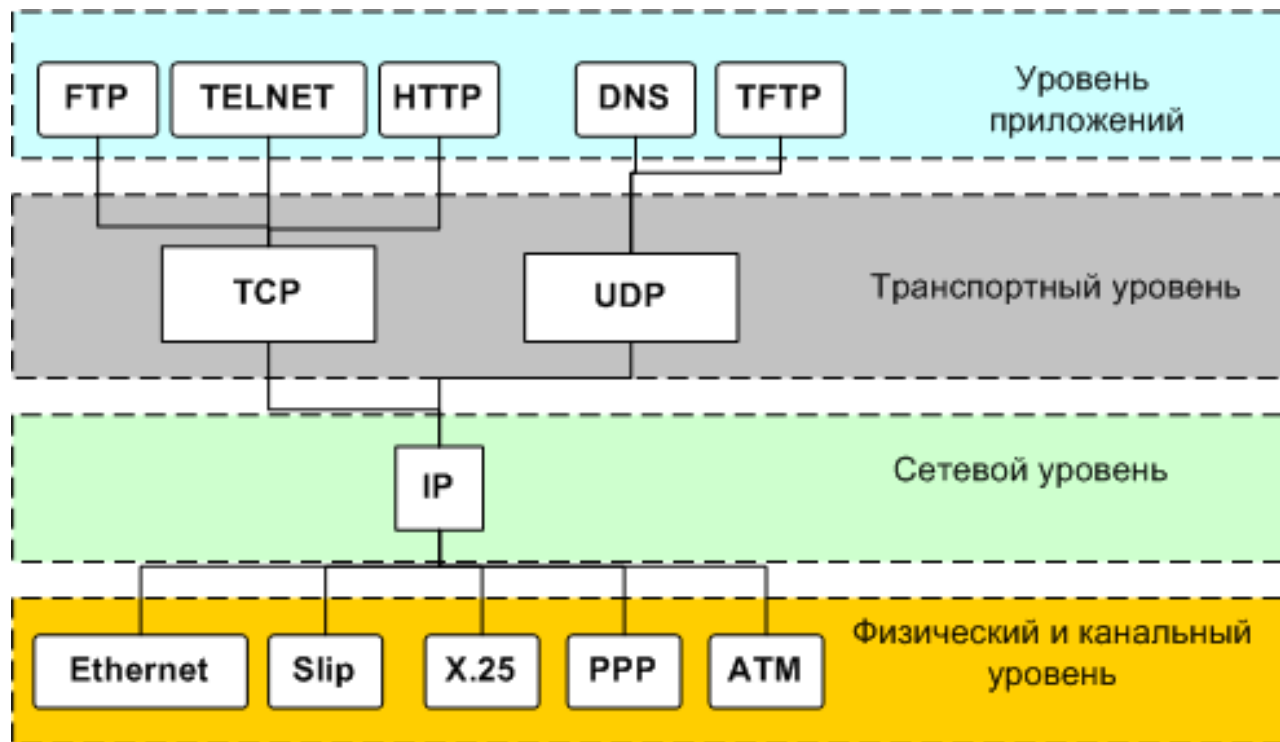 FTP TELNET HTTP DNS TFTP
Уровень
приложений
TCP UDP Транспортный уровень
IP Сетевой уровень
Физический и канальный
уровень
Ethernet Slip X.25 PPP ATM